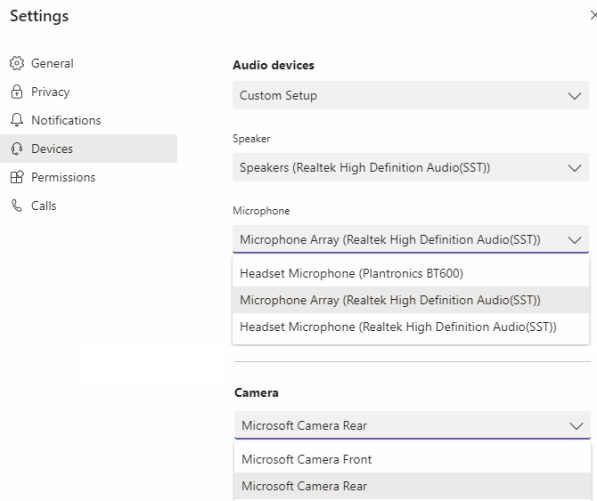 Settings
General
Privacy
Notifications
Devices
Permissions
Calls
Audio devices
Custom Setup
Speaker
Speakers (Realtek High Definition Audio(SST))
Microphone
Microphone Array (Realtek High Definition Audio(SST))
Headset Microphone (Plantronics BT600)
Microphone Array (Realtek High Definition Audio(SST))
Headset Microphone (Realtek High Definition Audio(SST))
Camera
Microsoft Camera Rear
Microsoft Camera Front
Microsoft Camera Rear